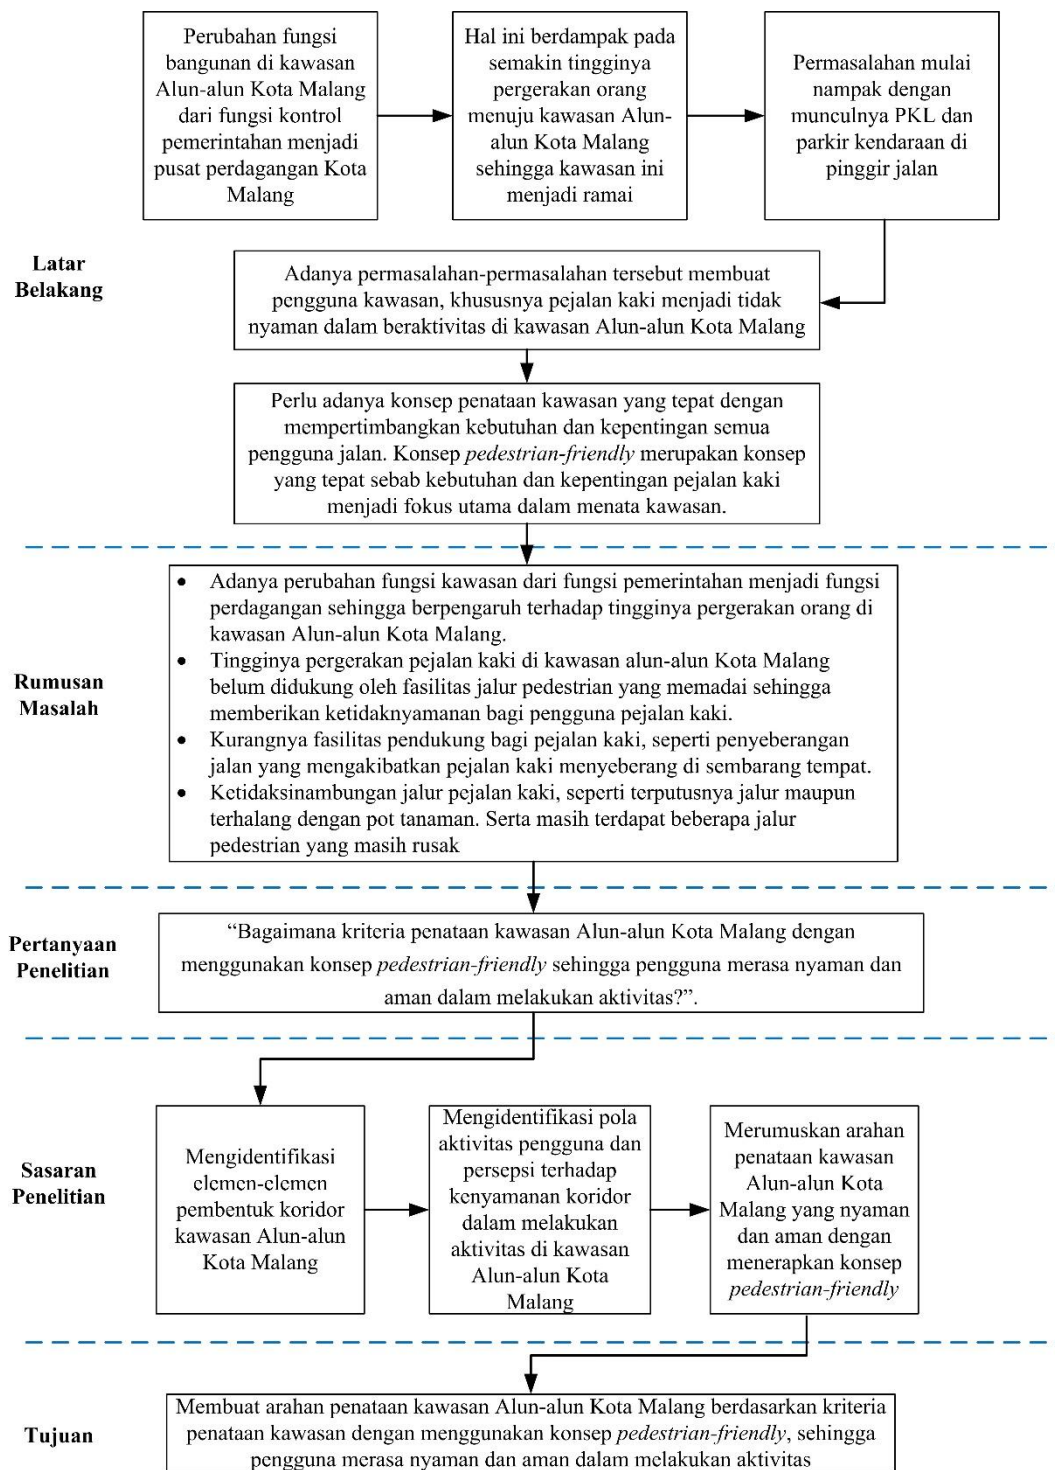 Perubahan fungsi
bangunan di kawasan
Alun-alun Kota Malang
dari fungsi kontrol
pemerintahan menjadi
pusat perdagangan Kota
Malang
Hal ini berdampak pada
semakin tingginya
pergerakan orang
menuju kawasan Alun-
alun Kota Malang
sehingga kawasan ini
menjadi ramai
Permasalahan mulai
nampak dengan
munculnya PKL dan
parkir kendaraan di
pinggir jalan
Latar
Belakang
Adanya permasalahan-permasalahan tersebut membuat
pengguna kawasan, khususnya pejalan kaki menjadi tidak
nyaman dalam beraktivitas di kawasan Alun-alun Kota Malang
Perlu adanya konsep penataan kawasan yang tepat dengan
mempertimbangkan kebutuhan dan kepentingan semua
pengguna jalan. Konsep pedestrian-friendly merupakan konsep
yang tepat sebab kebutuhan dan kepentingan pejalan kaki
menjadi fokus utama dalam menata kawasan.
Rumusan
Masalah
• Adanya perubahan fungsi kawasan dari fungsi pemerintahan menjadi fungsi
perdagangan sehingga berpengaruh terhadap tingginya pergerakan orang di
kawasan Alun-alun Kota Malang.
• Tingginya pergerakan pejalan kaki di kawasan alun-alun Kota Malang
belum didukung oleh fasilitas jalur pedestrian yang memadai sehingga
memberikan ketidaknyamanan bagi pengguna pejalan kaki.
• Kurangnya fasilitas pendukung bagi pejalan kaki, seperti penyeberangan
jalan yang mengakibatkan pejalan kaki menyeberang di sembarang tempat.
• Ketidaksinambungan jalur pejalan kaki, seperti terputusnya jalur maupun
terhalang dengan pot tanaman. Serta masih terdapat beberapa jalur
pedestrian yang masih rusak
Pertanyaan
Penelitian
“Bagaimana kriteria penataan kawasan Alun-alun Kota Malang dengan
menggunakan konsep pedestrian-friendly sehingga pengguna merasa nyaman dan
aman dalam melakukan aktivitas?”.
Sasaran
Penelitian
Mengidentifikasi
elemen-elemen
pembentuk koridor
kawasan Alun-alun
Kota Malang
Mengidentifikasi pola
aktivitas pengguna dan
persepsi terhadap
kenyamanan koridor
dalam melakukan
aktivitas di kawasan
Alun-alun Kota
Malang
Merumuskan arahan
penataan kawasan
Alun-alun Kota
Malang yang nyaman
dan aman dengan
menerapkan konsep
pedestrian-friendly
Tujuan
Membuat arahan penataan kawasan Alun-alun Kota Malang berdasarkan kriteria
penataan kawasan dengan menggunakan konsep pedestrian-friendly, sehingga
pengguna merasa nyaman dan aman dalam melakukan aktivitas